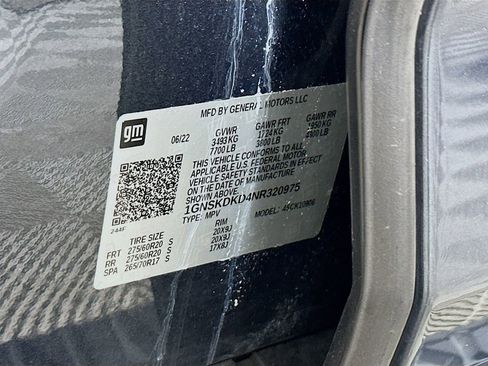 MFD BY GENERAL MOTORS LLC
gm
06/22 GVWR GAWR FRT GAWR RR
3493 KG 1724 KG 1950 KG
7700 LB 3800 LB 4300 LB
THIS VEHICLE CONFORMS TO ALL
APPLICABLE U.S. FEDERAL MOTOR
VEHICLE SAFETY STANDARDS IN
EFFECT ON THE DATE OF MANUFACTURE
SHOWN ABOVE.
1GNSKDKD4NR320975
TYPE: MPV MODEL:
TIRE SIZE RIM
FRT 275/60R20 S 20X9J
RR 275/60R20 S 20X9J
SPA 265/70R17 S 17X8J